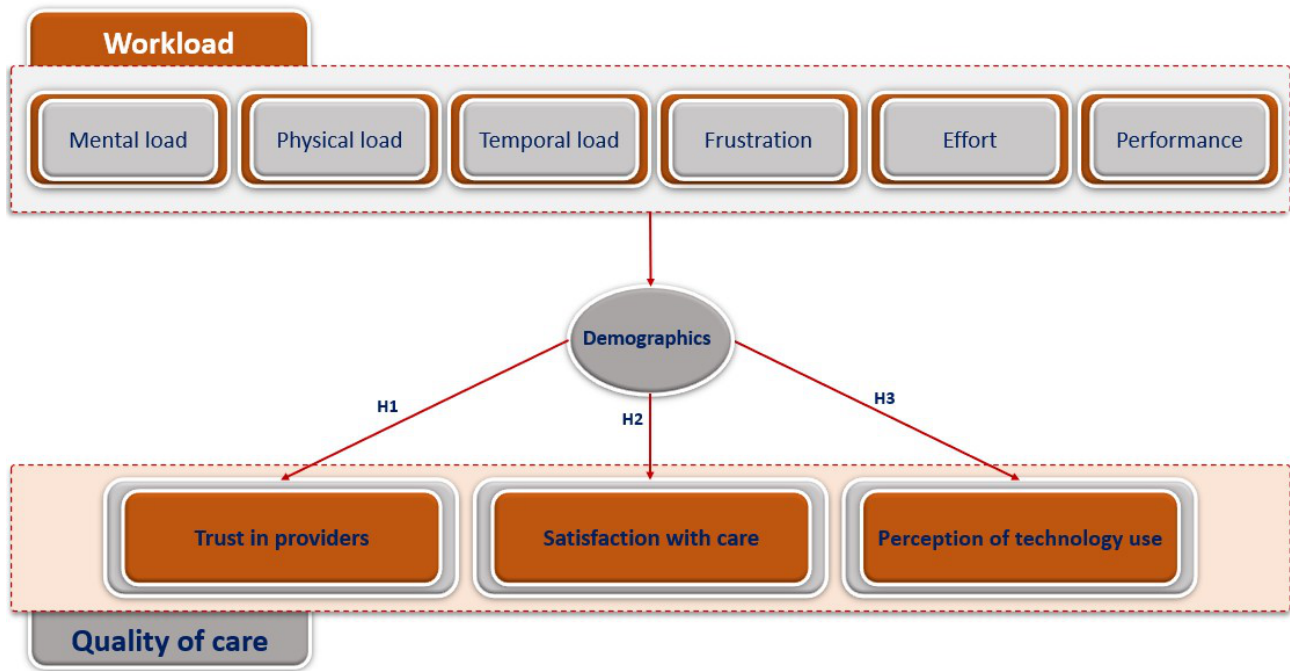 Workload
Mental load
Physical load
Temporal load
Frustration
Effort
Performance
Demographics
H1
H2
H3
Trust in providers
Satisfaction with care
Perception of technology use
Quality of care